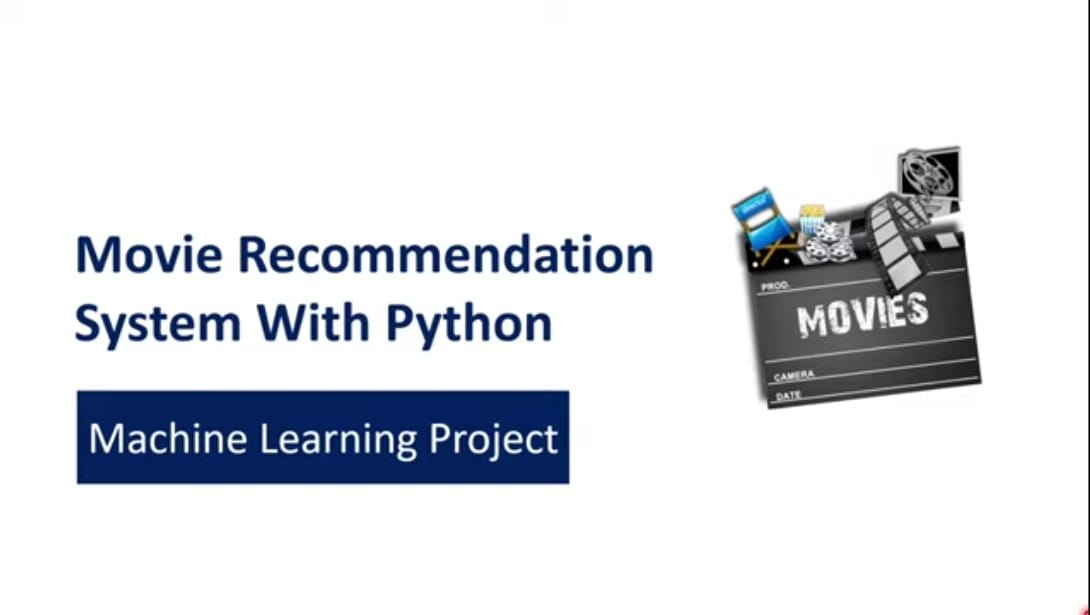 Movie Recommendation
System With Python
Machine Learning Project
PROD.
MOVIES
CAMERA
DATE